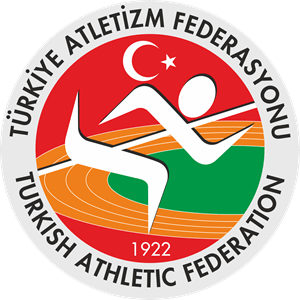 TÜRKİYE ATLETİZM FEDERASYONU
1922
TURKISH ATHLETIC FEDERATION